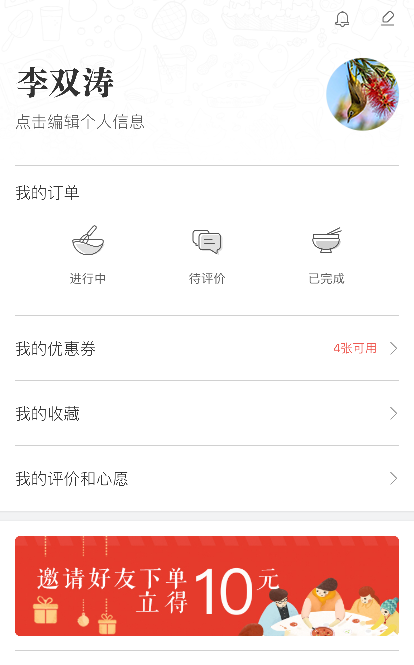 李双涛
点击编辑个人信息
我的订单
进行中 待评价 已完成
我的优惠券 4张可用
我的收藏
我的评价和心愿
邀请好友下单
立得10元